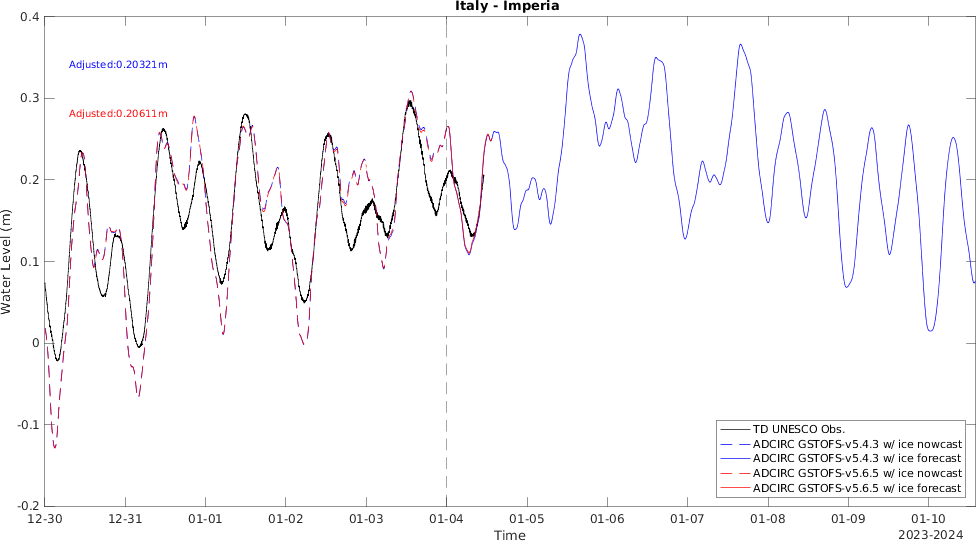 Italy - Imperia
0.4
0.3
0.2
0.1
0
-0.1
-0.2
Water Level (m)
Adjusted:0.20321m
Adjusted:0.20611m
TD UNESCO Obs.
ADCIRC GSTOFS-v5.4.3 w/ ice nowcast
ADCIRC GSTOFS-v5.4.3 w/ ice forecast
ADCIRC GSTOFS-v5.6.5 w/ ice nowcast
ADCIRC GSTOFS-v5.6.5 w/ ice forecast
12-30 12-31 01-01 01-02 01-03 01-04 01-05 01-06 01-07 01-08 01-09 01-10
Time
2023-2024